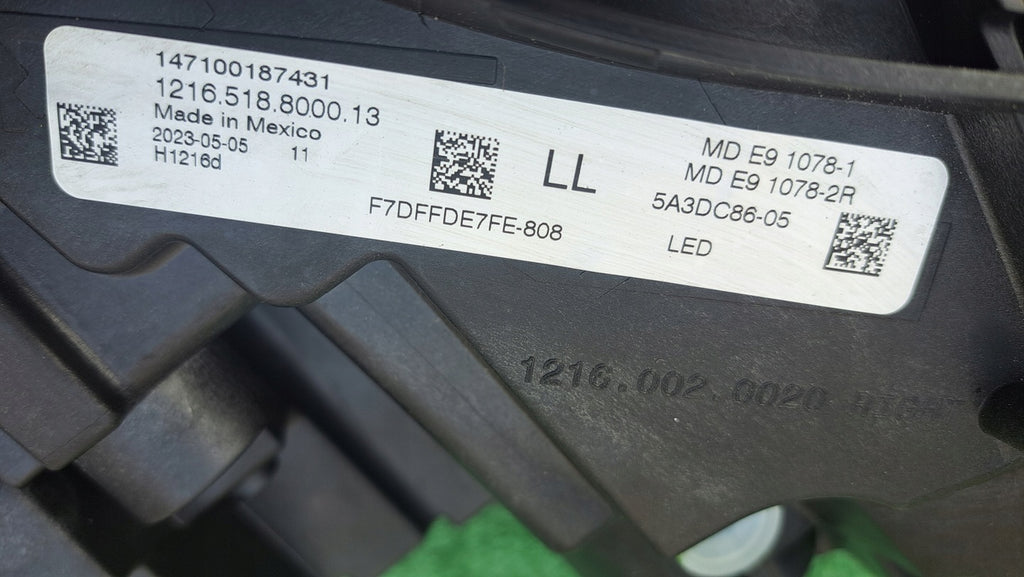 147100187431
1216.518.8000.13
Made in Mexico
2023-05-05 11
H1216d
F7DFFDE7FE-808
LL
MD E9 1078-1
MD E9 1078-2R
5A3DC86-05
LED
1216.002.0020